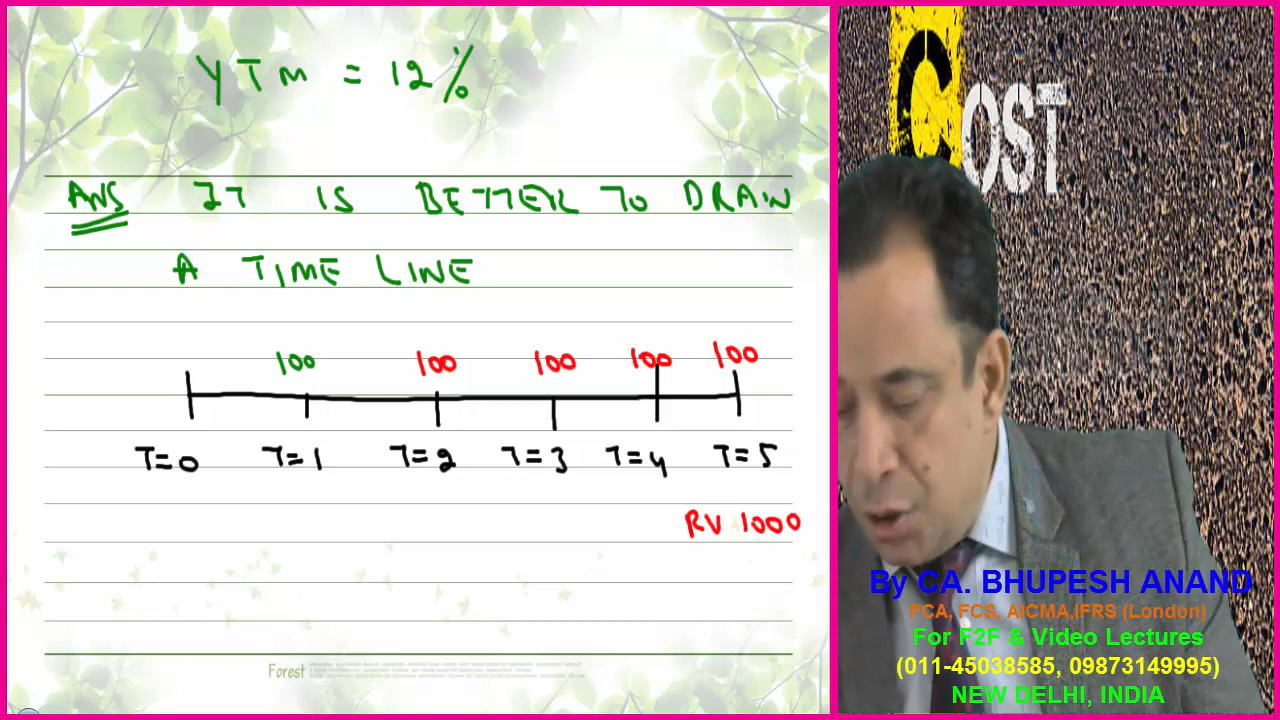 YTM = 12%
ANS IT IS BETTER TO DRAW
A TIME LINE
100 100 100 100 100
T=0 T=1 T=2 T=3 T=4 T=5
RV 1000
Forest
COST
By CA. BHUPESH ANAND
FCA, FCS, AICMA,IFRS (London)
For F2F & Video Lectures
(011-45038585, 09873149995)
NEW DELHI, INDIA